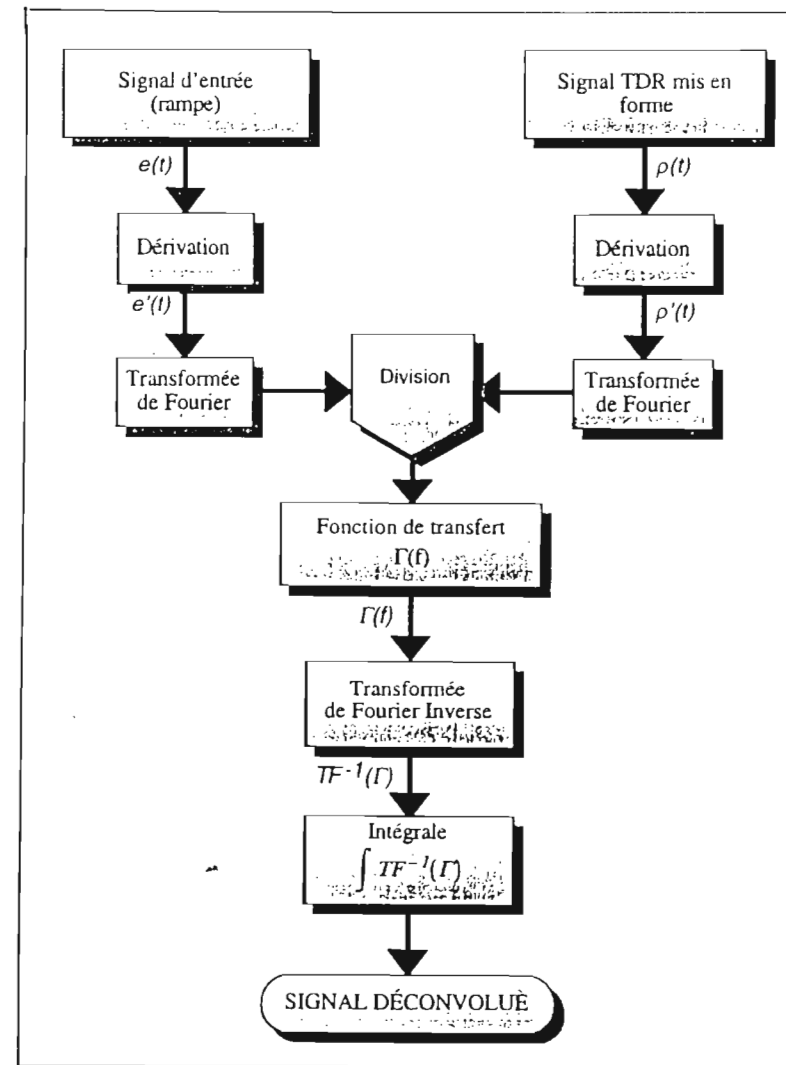 Signal d'entrée
(rampe)
Signal TDR mis en
forme
e(t)
ρ(t)
Dérivation
Dérivation
e'(t)
ρ'(t)
Transformée
de Fourier
Division
Transformée
de Fourier
Fonction de transfert
Γ(f)
Γ(f)
Transformée
de Fourier Inverse
TF⁻¹(Γ)
Intégrale
∫ TF⁻¹(Γ)
SIGNAL DÉCONVOLUÈ